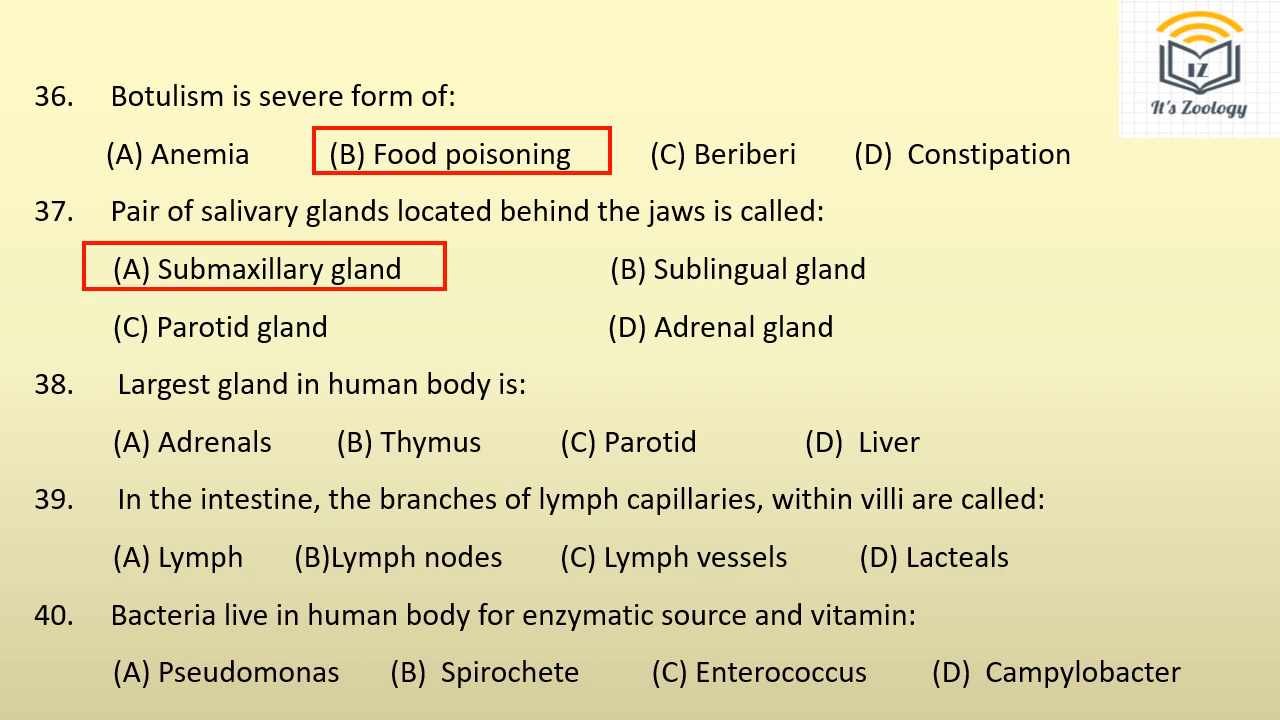 IZ
It's Zoology
36. Botulism is severe form of:
(A) Anemia (B) Food poisoning (C) Beriberi (D) Constipation
37. Pair of salivary glands located behind the jaws is called:
(A) Submaxillary gland (B) Sublingual gland
(C) Parotid gland (D) Adrenal gland
38. Largest gland in human body is:
(A) Adrenals (B) Thymus (C) Parotid (D) Liver
39. In the intestine, the branches of lymph capillaries, within villi are called:
(A) Lymph (B)Lymph nodes (C) Lymph vessels (D) Lacteals
40. Bacteria live in human body for enzymatic source and vitamin:
(A) Pseudomonas (B) Spirochete (C) Enterococcus (D) Campylobacter